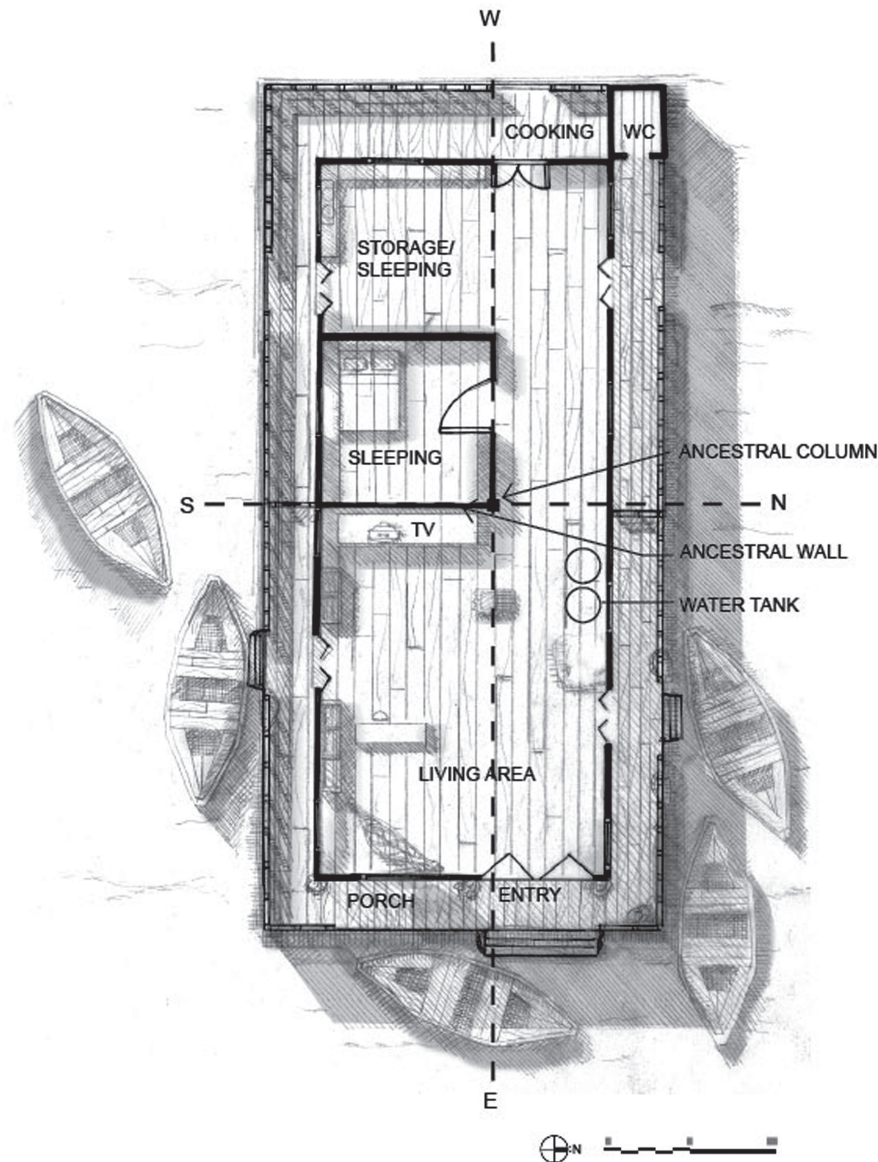 W
COOKING
WC
STORAGE/
SLEEPING
SLEEPING
ANCESTRAL COLUMN
S
N
TV
ANCESTRAL WALL
WATER TANK
LIVING AREA
PORCH
ENTRY
E
N